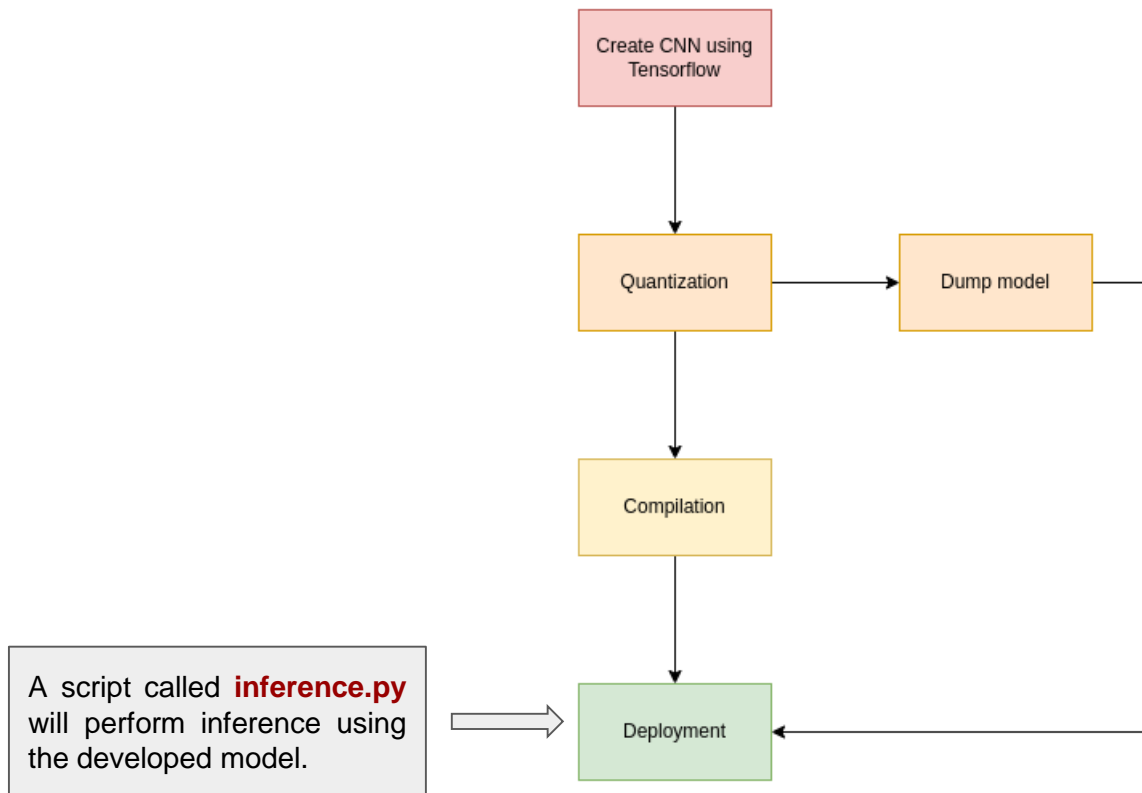 Create CNN using
Tensorflow
Quantization
Dump model
Compilation
A script called inference.py
will perform inference using
the developed model.
Deployment